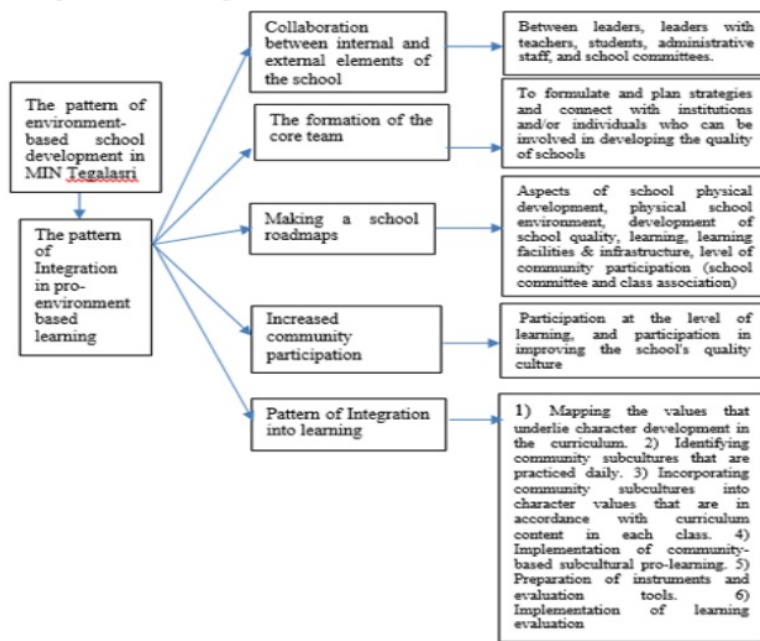 Collaboration
between internal and
external elements of
the school
Between leaders, leaders with
teachers, students, administrative
staff, and school committees.
The pattern of
environment-
based school
development in
MIN Tegalasri
The formation of the
core team
To formulate and plan strategies
and connect with institutions
and/or individuals who can be
involved in developing the quality
of schools
The pattern
of
Integration
in pro-
environment
based
learning
Making a school
roadmaps
Aspects of school physical
development, physical school
environment, development of
school quality, learning, learning
facilities & infrastructure, level of
community participation (school
committee and class association)
Increased
community
participation
Participation at the level of
learning, and participation in
improving the school's quality
culture
Pattern of Integration
into learning
1) Mapping the values that
underlie character development in
the curriculum. 2) Identifying
community subcultures that are
practiced daily. 3) Incorporating
community subcultures into
character values that are in
accordance with curriculum
content in each class. 4)
Implementation of community-
based subcultural pro-learning. 5)
Preparation of instruments and
evaluation tools. 6)
Implementation of learning
evaluation